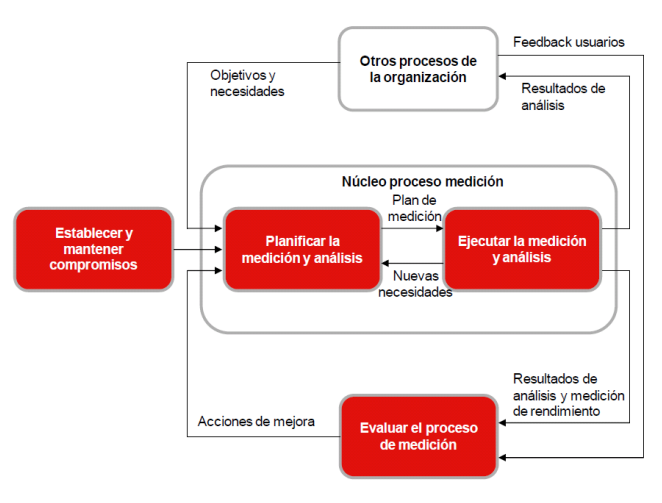 Feedback usuarios
Otros procesos de
la organización
Objetivos y
necesidades
Resultados de
análisis
Núcleo proceso medición
Plan de
medición
Establecer y
mantener
compromisos
Planificar la
medición y análisis
Ejecutar la medición
y análisis
Nuevas
necesidades
Resultados de
análisis y medición
de rendimiento
Acciones de mejora
Evaluar el proceso
de medición